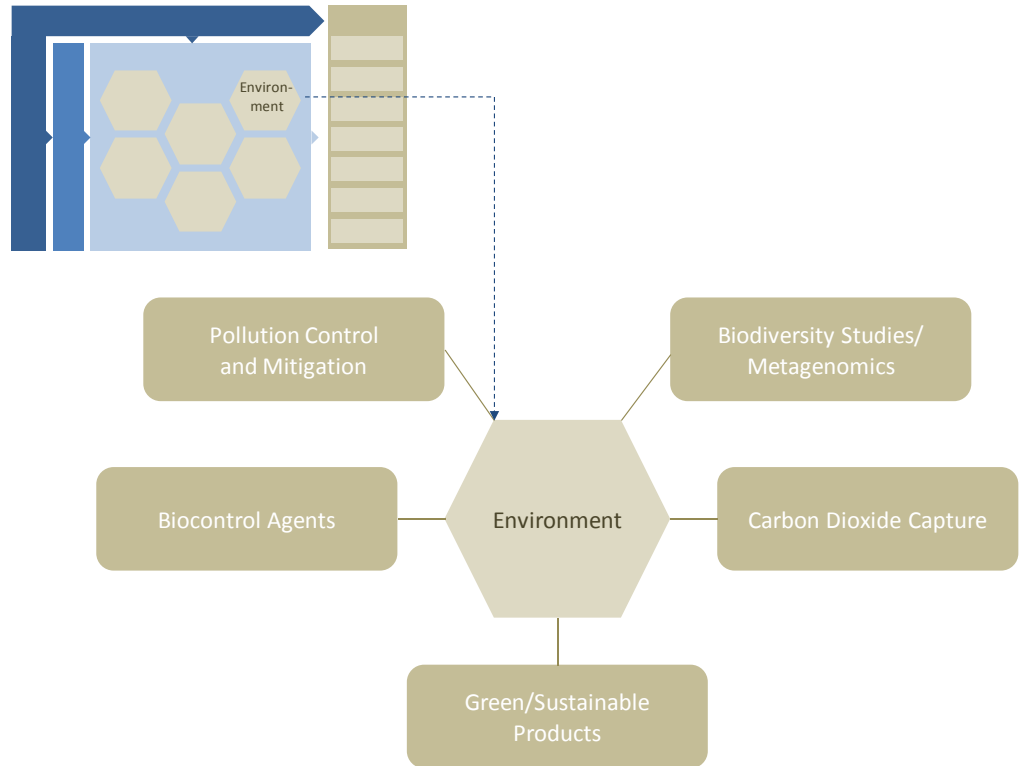 Environ-
ment
Pollution Control
and Mitigation
Biodiversity Studies/
Metagenomics
Biocontrol Agents
Environment
Carbon Dioxide Capture
Green/Sustainable
Products